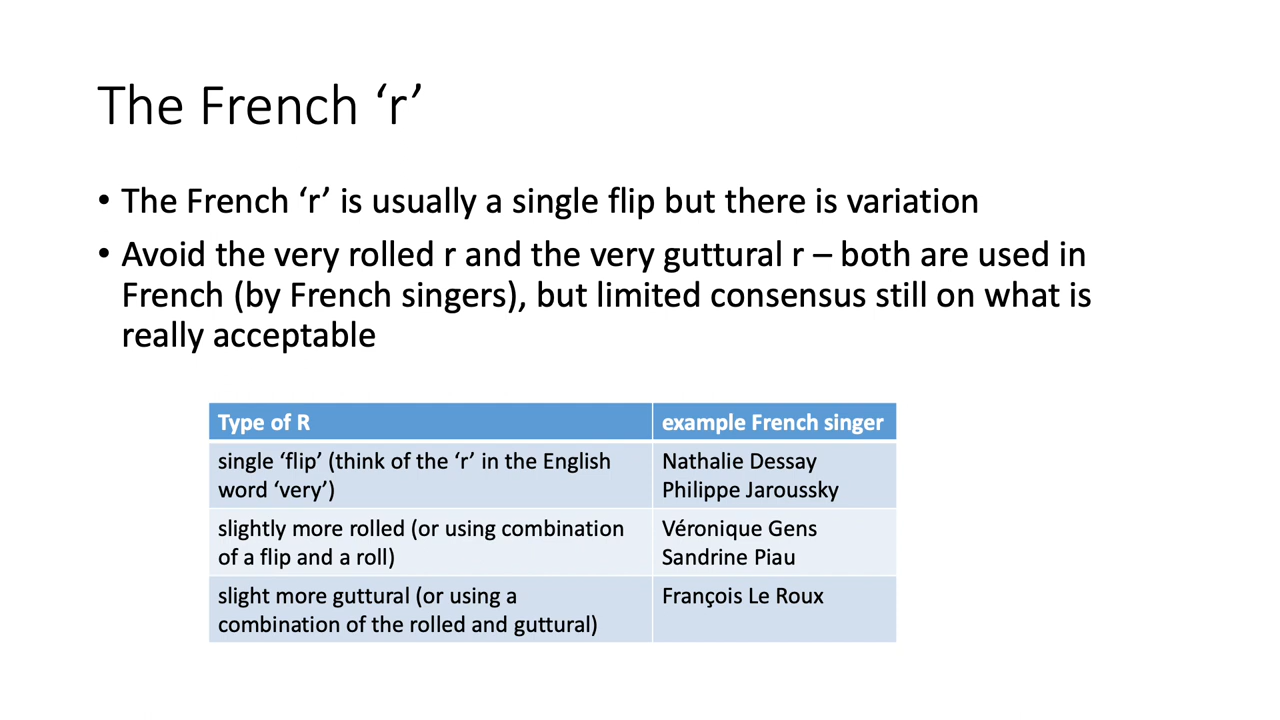 The French ‘r’
• The French ‘r’ is usually a single flip but there is variation
• Avoid the very rolled r and the very guttural r – both are used in
French (by French singers), but limited consensus still on what is
really acceptable
Type of R example French singer
single ‘flip’ (think of the ‘r’ in the English Nathalie Dessay
word ‘very’) Philippe Jaroussky
slightly more rolled (or using combination Véronique Gens
of a flip and a roll) Sandrine Piau
slight more guttural (or using a François Le Roux
combination of the rolled and guttural)